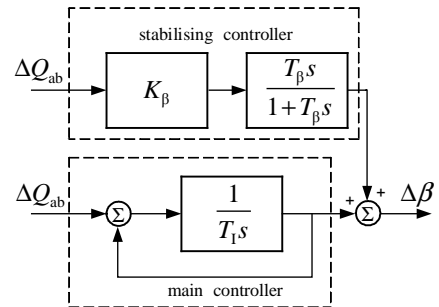 stabilising controller
ΔQ_ab
K_β
T_β s
1+T_β s
ΔQ_ab
Σ
1
T_I s
+ +
Σ
Δβ
main controller